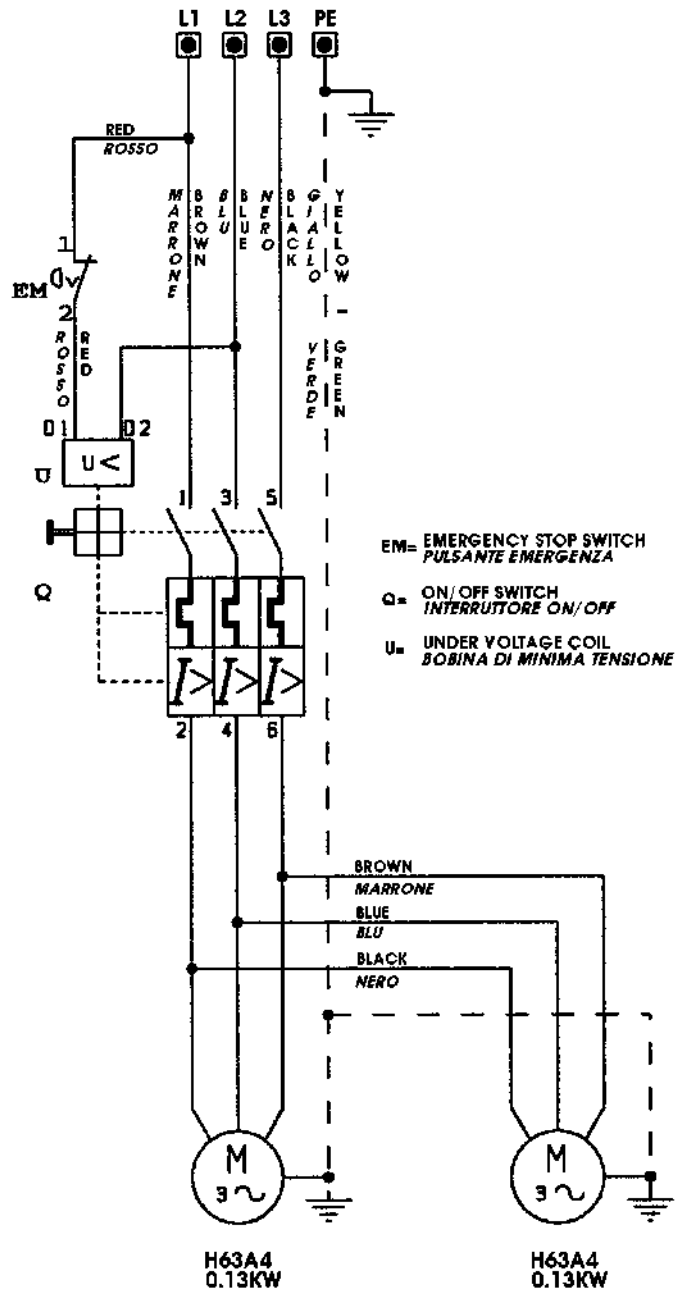 L1 L2 L3 PE
RED
ROSSO
MARRONE
BROWN
BLU
BLUE
NERO
BLACK
GIALLO VERDE
YELLOW - GREEN
1
EM
2
ROSSO
RED
D1 D2
U<
U
1 3 5
Q
EM= EMERGENCY STOP SWITCH
PULSANTE EMERGENZA
Q= ON/OFF SWITCH
INTERRUTTORE ON/OFF
U= UNDER VOLTAGE COIL
BOBINA DI MINIMA TENSIONE
I> I> I>
2 4 6
BROWN
MARRONE
BLUE
BLU
BLACK
NERO
M M
3~ 3~
H63A4 H63A4
0.13KW 0.13KW